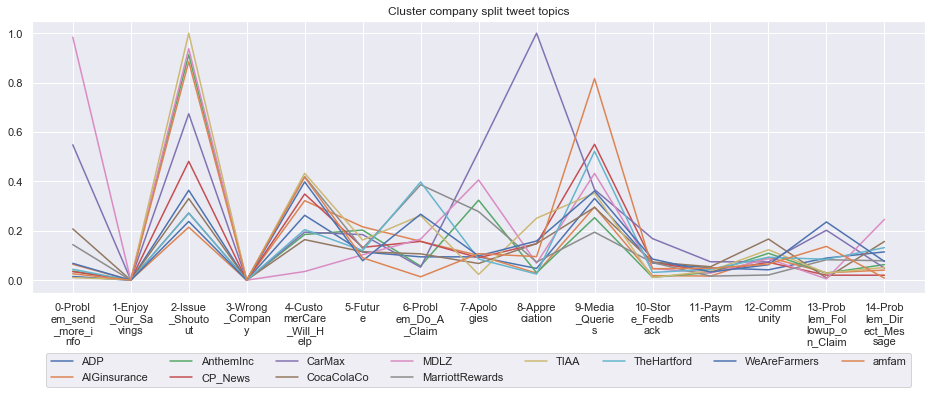 Cluster company split tweet topics
1.0
0.8
0.6
0.4
0.2
0.0
0-Probl
em_send
_more_i
nfo
1-Enjoy
_Our_Sa
vings
2-Issue
_Shouto
ut
3-Wrong
_Compan
y
4-Custo
merCare
_Will_H
elp
5-Futur
e
6-Probl
em_Do_A
_Claim
7-Apolo
gies
8-Appre
ciation
9-Media
_Querie
s
10-Stor
e_Feedb
ack
11-Paym
ents
12-Comm
unity
13-Prob
lem_Fol
lowup_o
n_Claim
14-Prob
lem_Dir
ect_Mes
sage
ADP
AIGinsurance
AnthemInc
CP_News
CarMax
CocaColaCo
MDLZ
MarriottRewards
TIAA
TheHartford
WeAreFarmers
amfam